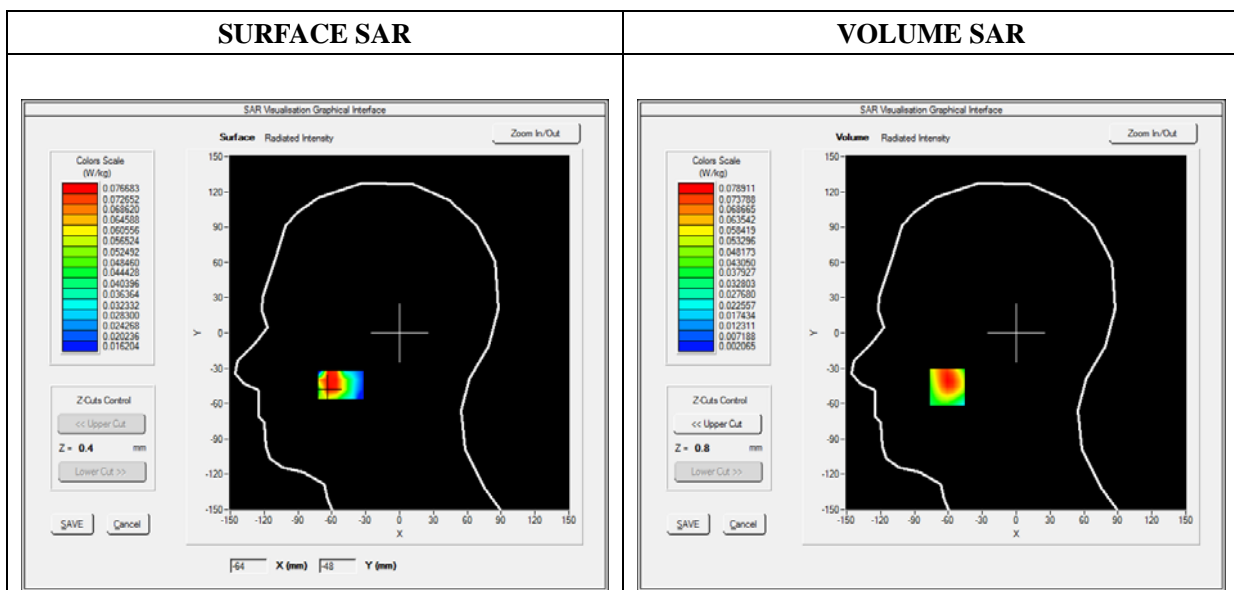 SURFACE SAR
VOLUME SAR
SAR Visualisation Graphical Interface
Surface Radiated Intensity
Zoom In/Out
Colors Scale
(W/kg)
0.076683
0.072652
0.068620
0.064588
0.060556
0.056524
0.052492
0.048460
0.044428
0.040396
0.036364
0.032332
0.028300
0.024268
0.020236
0.016204
150
120
90
60
30
0
-30
-60
-90
-120
-150
Y
-150 -120 -90 -60 -30 0 30 60 90 120 150
X
Z-Cuts Control
<< Upper Cut
Z = 0.4 mm
Lower Cut >>
SAVE Cancel
-64 X (mm) -48 Y (mm)
SAR Visualisation Graphical Interface
Volume Radiated Intensity
Zoom In/Out
Colors Scale
(W/kg)
0.078911
0.073788
0.068665
0.063542
0.058419
0.053296
0.048173
0.043050
0.037927
0.032803
0.027680
0.022557
0.017434
0.012311
0.007188
0.002065
150
120
90
60
30
0
-30
-60
-90
-120
-150
Y
-150 -120 -90 -60 -30 0 30 60 90 120 150
X
Z-Cuts Control
<< Upper Cut
Z = 0.8 mm
Lower Cut >>
SAVE Cancel